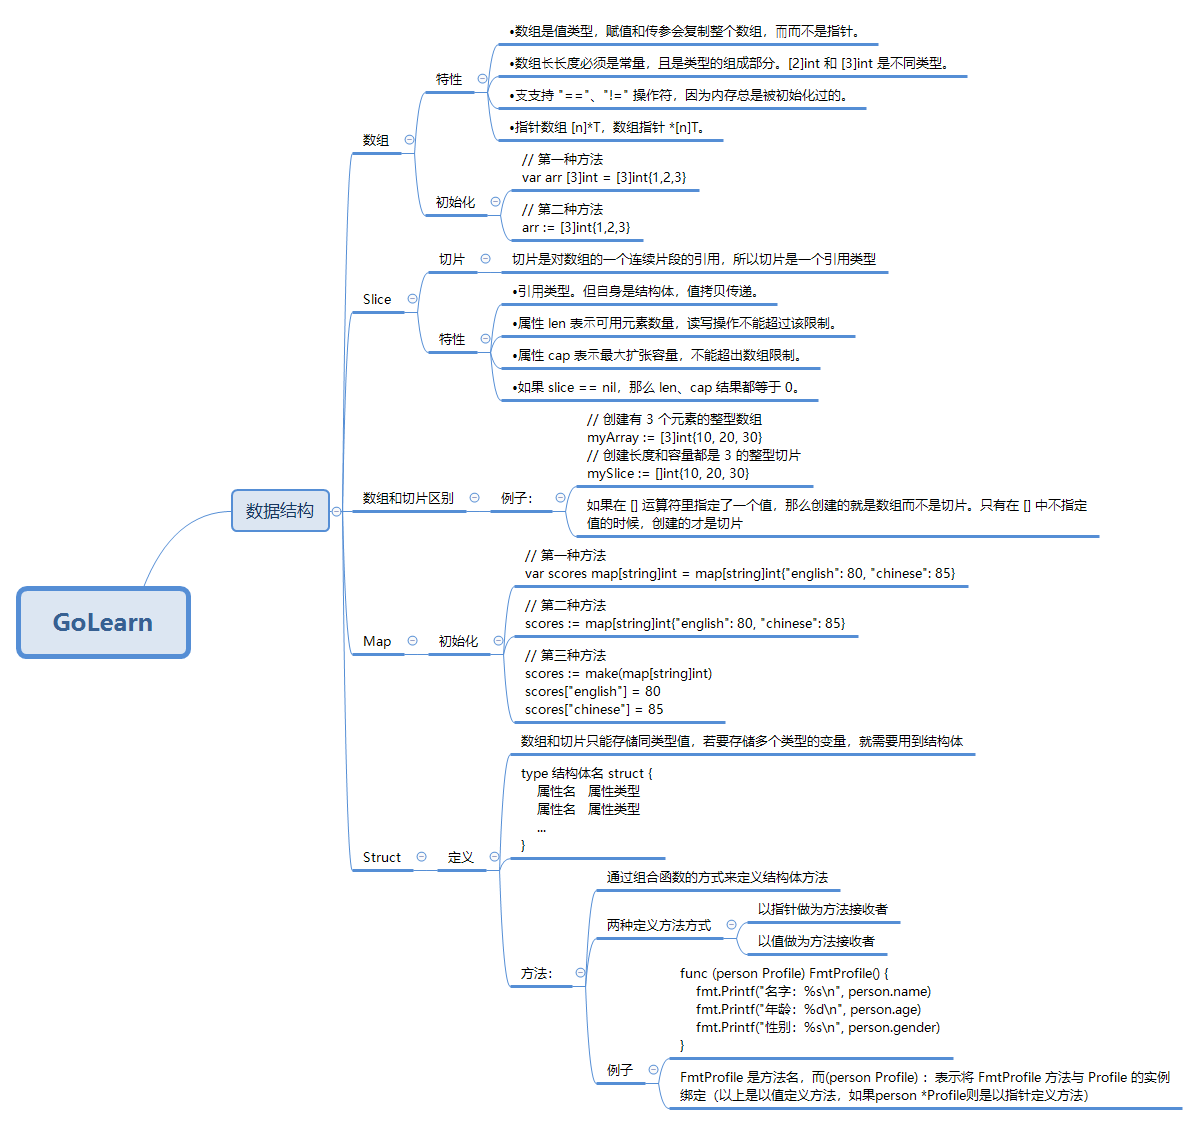 GoLearn
数据结构
数组
特性
•数组是值类型，赋值和传参会复制整个数组，而而不是指针。
•数组长长度必须是常量，且是类型的组成部分。[2]int 和 [3]int 是不同类型。
•支支持 "=="、"!=" 操作符，因为内存总是被初始化过的。
•指针数组 [n]*T，数组指针 *[n]T。
初始化
// 第一种方法
var arr [3]int = [3]int{1,2,3}
// 第二种方法
arr := [3]int{1,2,3}
Slice
切片
切片是对数组的一个连续片段的引用，所以切片是一个引用类型
特性
•引用类型。但自身是结构体，值拷贝传递。
•属性 len 表示可用元素数量，读写操作不能超过该限制。
•属性 cap 表示最大扩张容量，不能超出数组限制。
•如果 slice == nil，那么 len、cap 结果都等于 0。
数组和切片区别
例子：
// 创建有 3 个元素的整型数组
myArray := [3]int{10, 20, 30}
// 创建长度和容量都是 3 的整型切片
mySlice := []int{10, 20, 30}
如果在 [] 运算符里指定了一个值，那么创建的就是数组而不是切片。只有在 [] 中不指定
值的时候，创建的才是切片
Map
初始化
// 第一种方法
var scores map[string]int = map[string]int{"english": 80, "chinese": 85}
// 第二种方法
scores := map[string]int{"english": 80, "chinese": 85}
// 第三种方法
scores := make(map[string]int)
scores["english"] = 80
scores["chinese"] = 85
Struct
定义
数组和切片只能存储同类型值，若要存储多个类型的变量，就需要用到结构体
type 结构体名 struct {
属性名 属性类型
属性名 属性类型
...
}
方法：
通过组合函数的方式来定义结构体方法
两种定义方法方式
以指针做为方法接收者
以值做为方法接收者
例子
func (person Profile) FmtProfile() {
fmt.Printf("名字：%s\n", person.name)
fmt.Printf("年龄：%d\n", person.age)
fmt.Printf("性别：%s\n", person.gender)
}
FmtProfile 是方法名，而(person Profile) ：表示将 FmtProfile 方法与 Profile 的实例
绑定（以上是以值定义方法，如果person *Profile则是以指针定义方法）